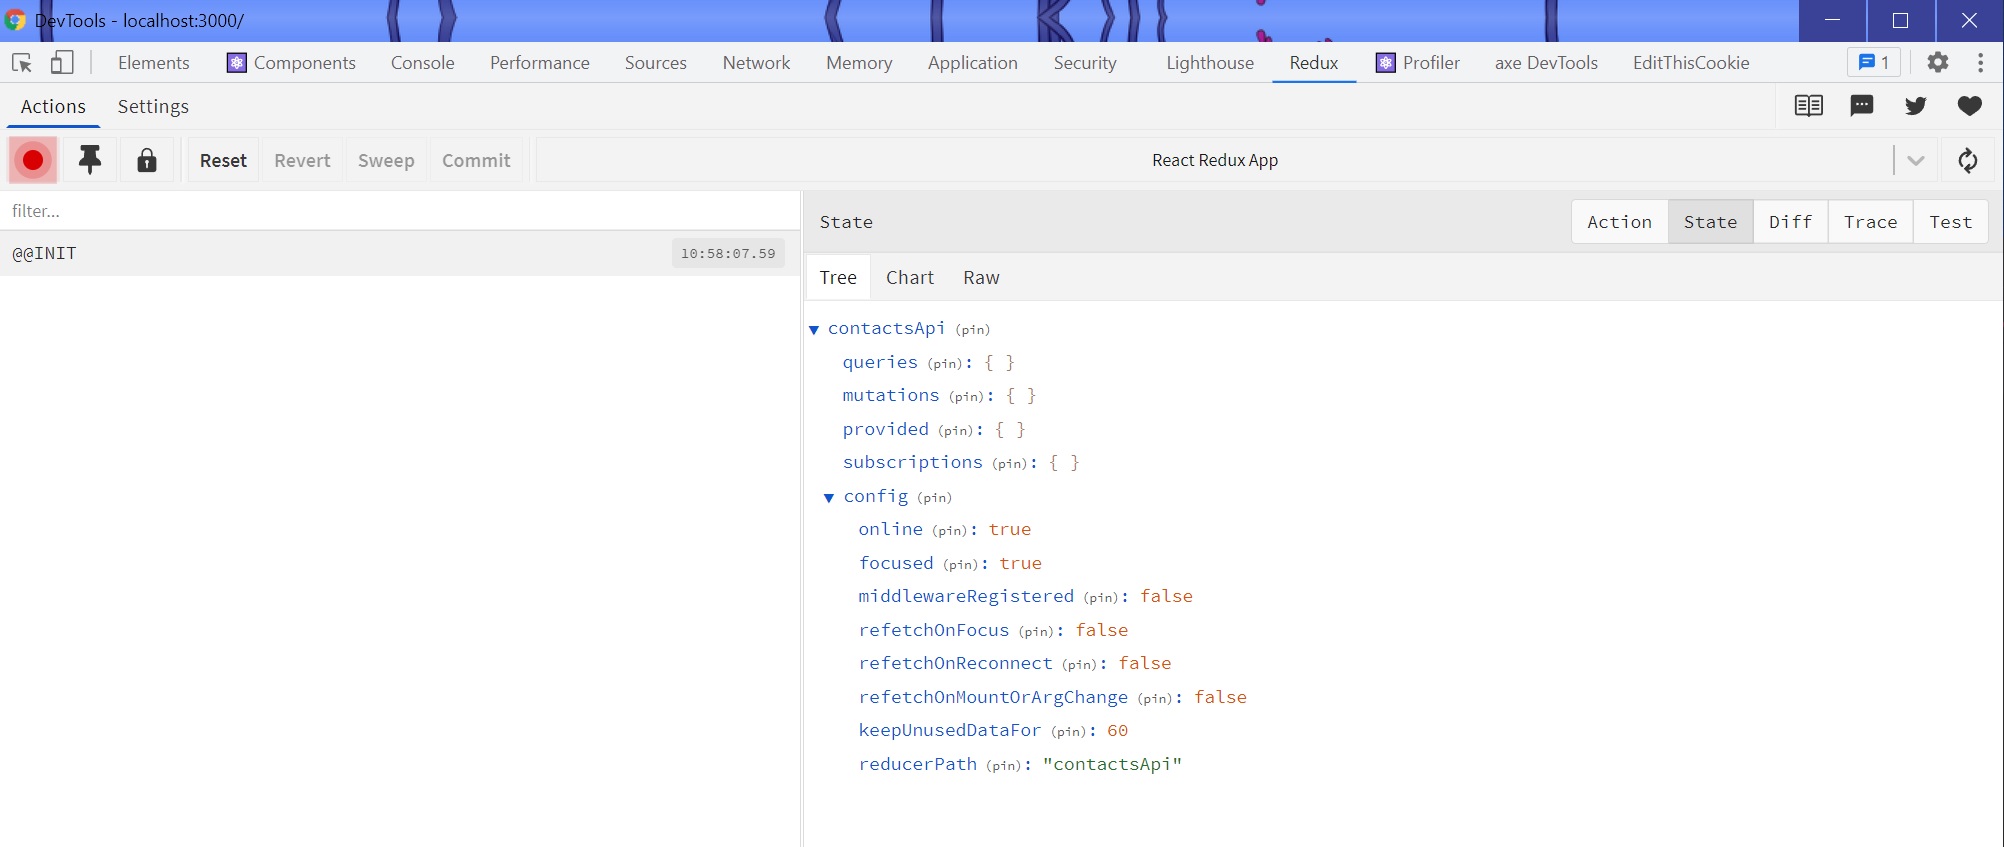 DevTools - localhost:3000/
Elements Components Console Performance Sources Network Memory Application Security Lighthouse Redux Profiler axe DevTools EditThisCookie 1
Actions Settings
Reset Revert Sweep Commit React Redux App
filter...
@@INIT 10:58:07.59
State Action State Diff Trace Test
Tree Chart Raw
contactsApi (pin)
queries (pin): { }
mutations (pin): { }
provided (pin): { }
subscriptions (pin): { }
config (pin)
online (pin): true
focused (pin): true
middlewareRegistered (pin): false
refetchOnFocus (pin): false
refetchOnReconnect (pin): false
refetchOnMountOrArgChange (pin): false
keepUnusedDataFor (pin): 60
reducerPath (pin): "contactsApi"